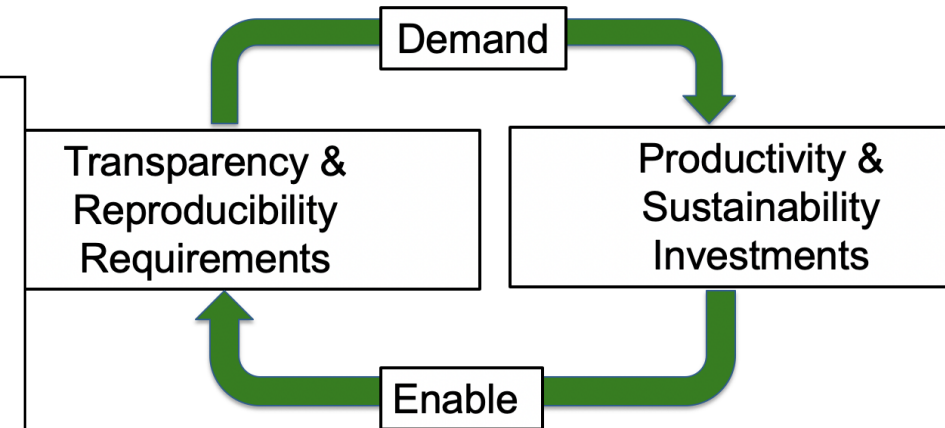 Demand
Transparency &
Reproducibility
Requirements
Productivity &
Sustainability
Investments
Enable